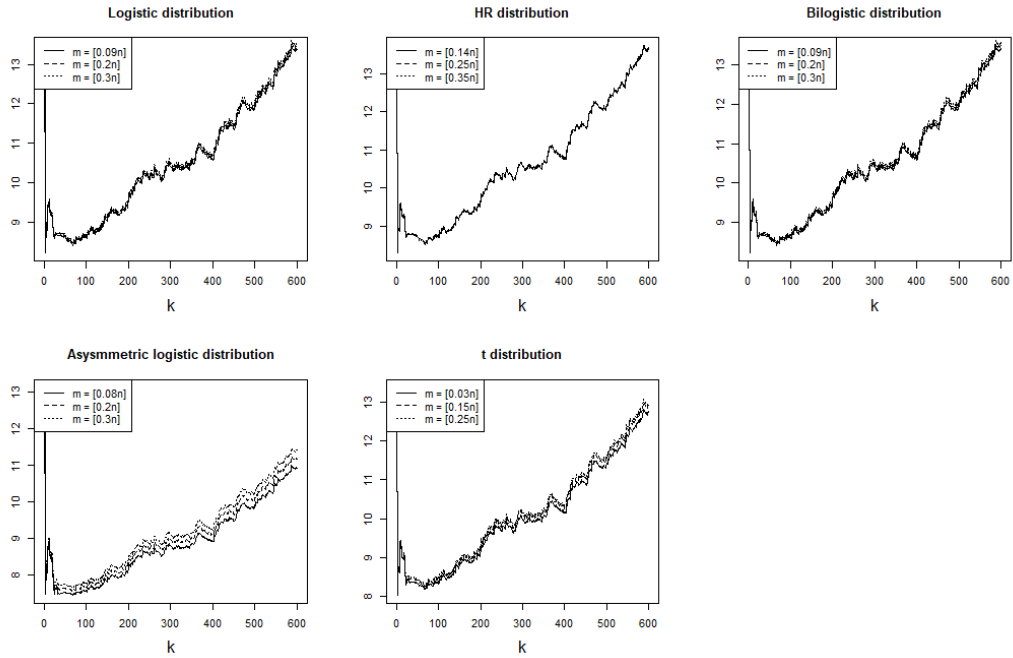 Logistic distribution
m = [0.09n]
m = [0.2n]
m = [0.3n]
9 10 11 12 13
0 100 200 300 400 500 600
k
HR distribution
m = [0.14n]
m = [0.25n]
m = [0.35n]
9 10 11 12 13
0 100 200 300 400 500 600
k
Bilogistic distribution
m = [0.09n]
m = [0.2n]
m = [0.3n]
9 10 11 12 13
0 100 200 300 400 500 600
k
Asysmmetric logistic distribution
m = [0.08n]
m = [0.2n]
m = [0.3n]
8 9 10 11 12 13
0 100 200 300 400 500 600
k
t distribution
m = [0.03n]
m = [0.15n]
m = [0.25n]
8 9 10 11 12 13
0 100 200 300 400 500 600
k